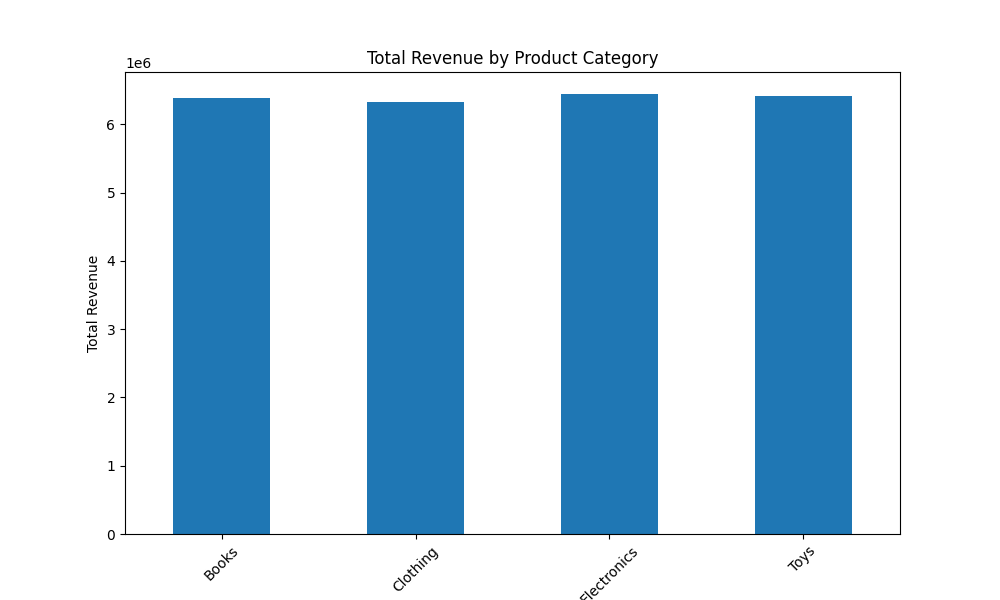 Total Revenue by Product Category
1e6
6
5
4
3
2
1
0
Total Revenue
Books
Clothing
Electronics
Toys